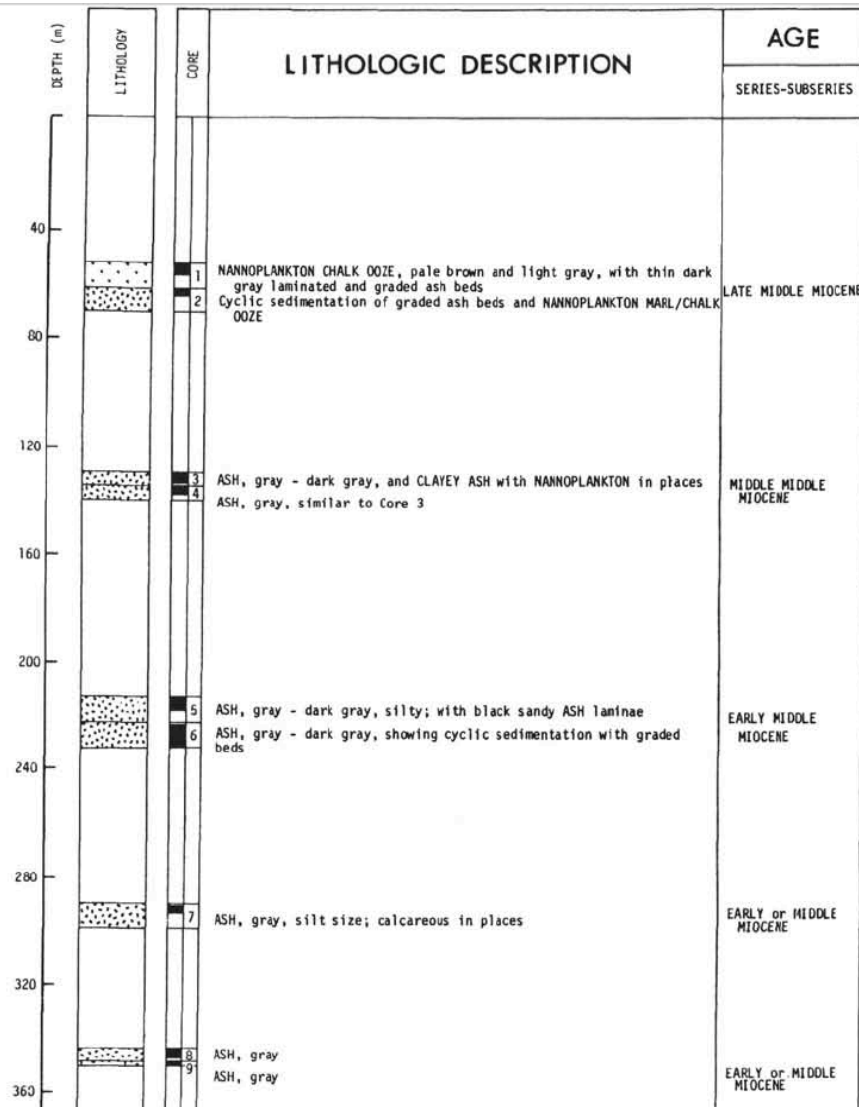 DEPTH (m)
LITHOLOGY
CORE
LITHOLOGIC DESCRIPTION
AGE
SERIES-SUBSERIES
40
1
NANNOPLANKTON CHALK OOZE, pale brown and light gray, with thin dark
gray laminated and graded ash beds
2
Cyclic sedimentation of graded ash beds and NANNOPLANKTON MARL/CHALK
OOZE
LATE MIDDLE MIOCENE
80
120
3
ASH, gray - dark gray, and CLAYEY ASH with NANNOPLANKTON in places
4
ASH, gray, similar to Core 3
MIDDLE MIDDLE
MIOCENE
160
200
5
ASH, gray - dark gray, silty; with black sandy ASH laminae
6
ASH, gray - dark gray, showing cyclic sedimentation with graded
beds
EARLY MIDDLE
MIOCENE
240
280
7
ASH, gray, silt size; calcareous in places
EARLY or MIDDLE
MIOCENE
320
8
ASH, gray
9
ASH, gray
EARLY or MIDDLE
MIOCENE
360